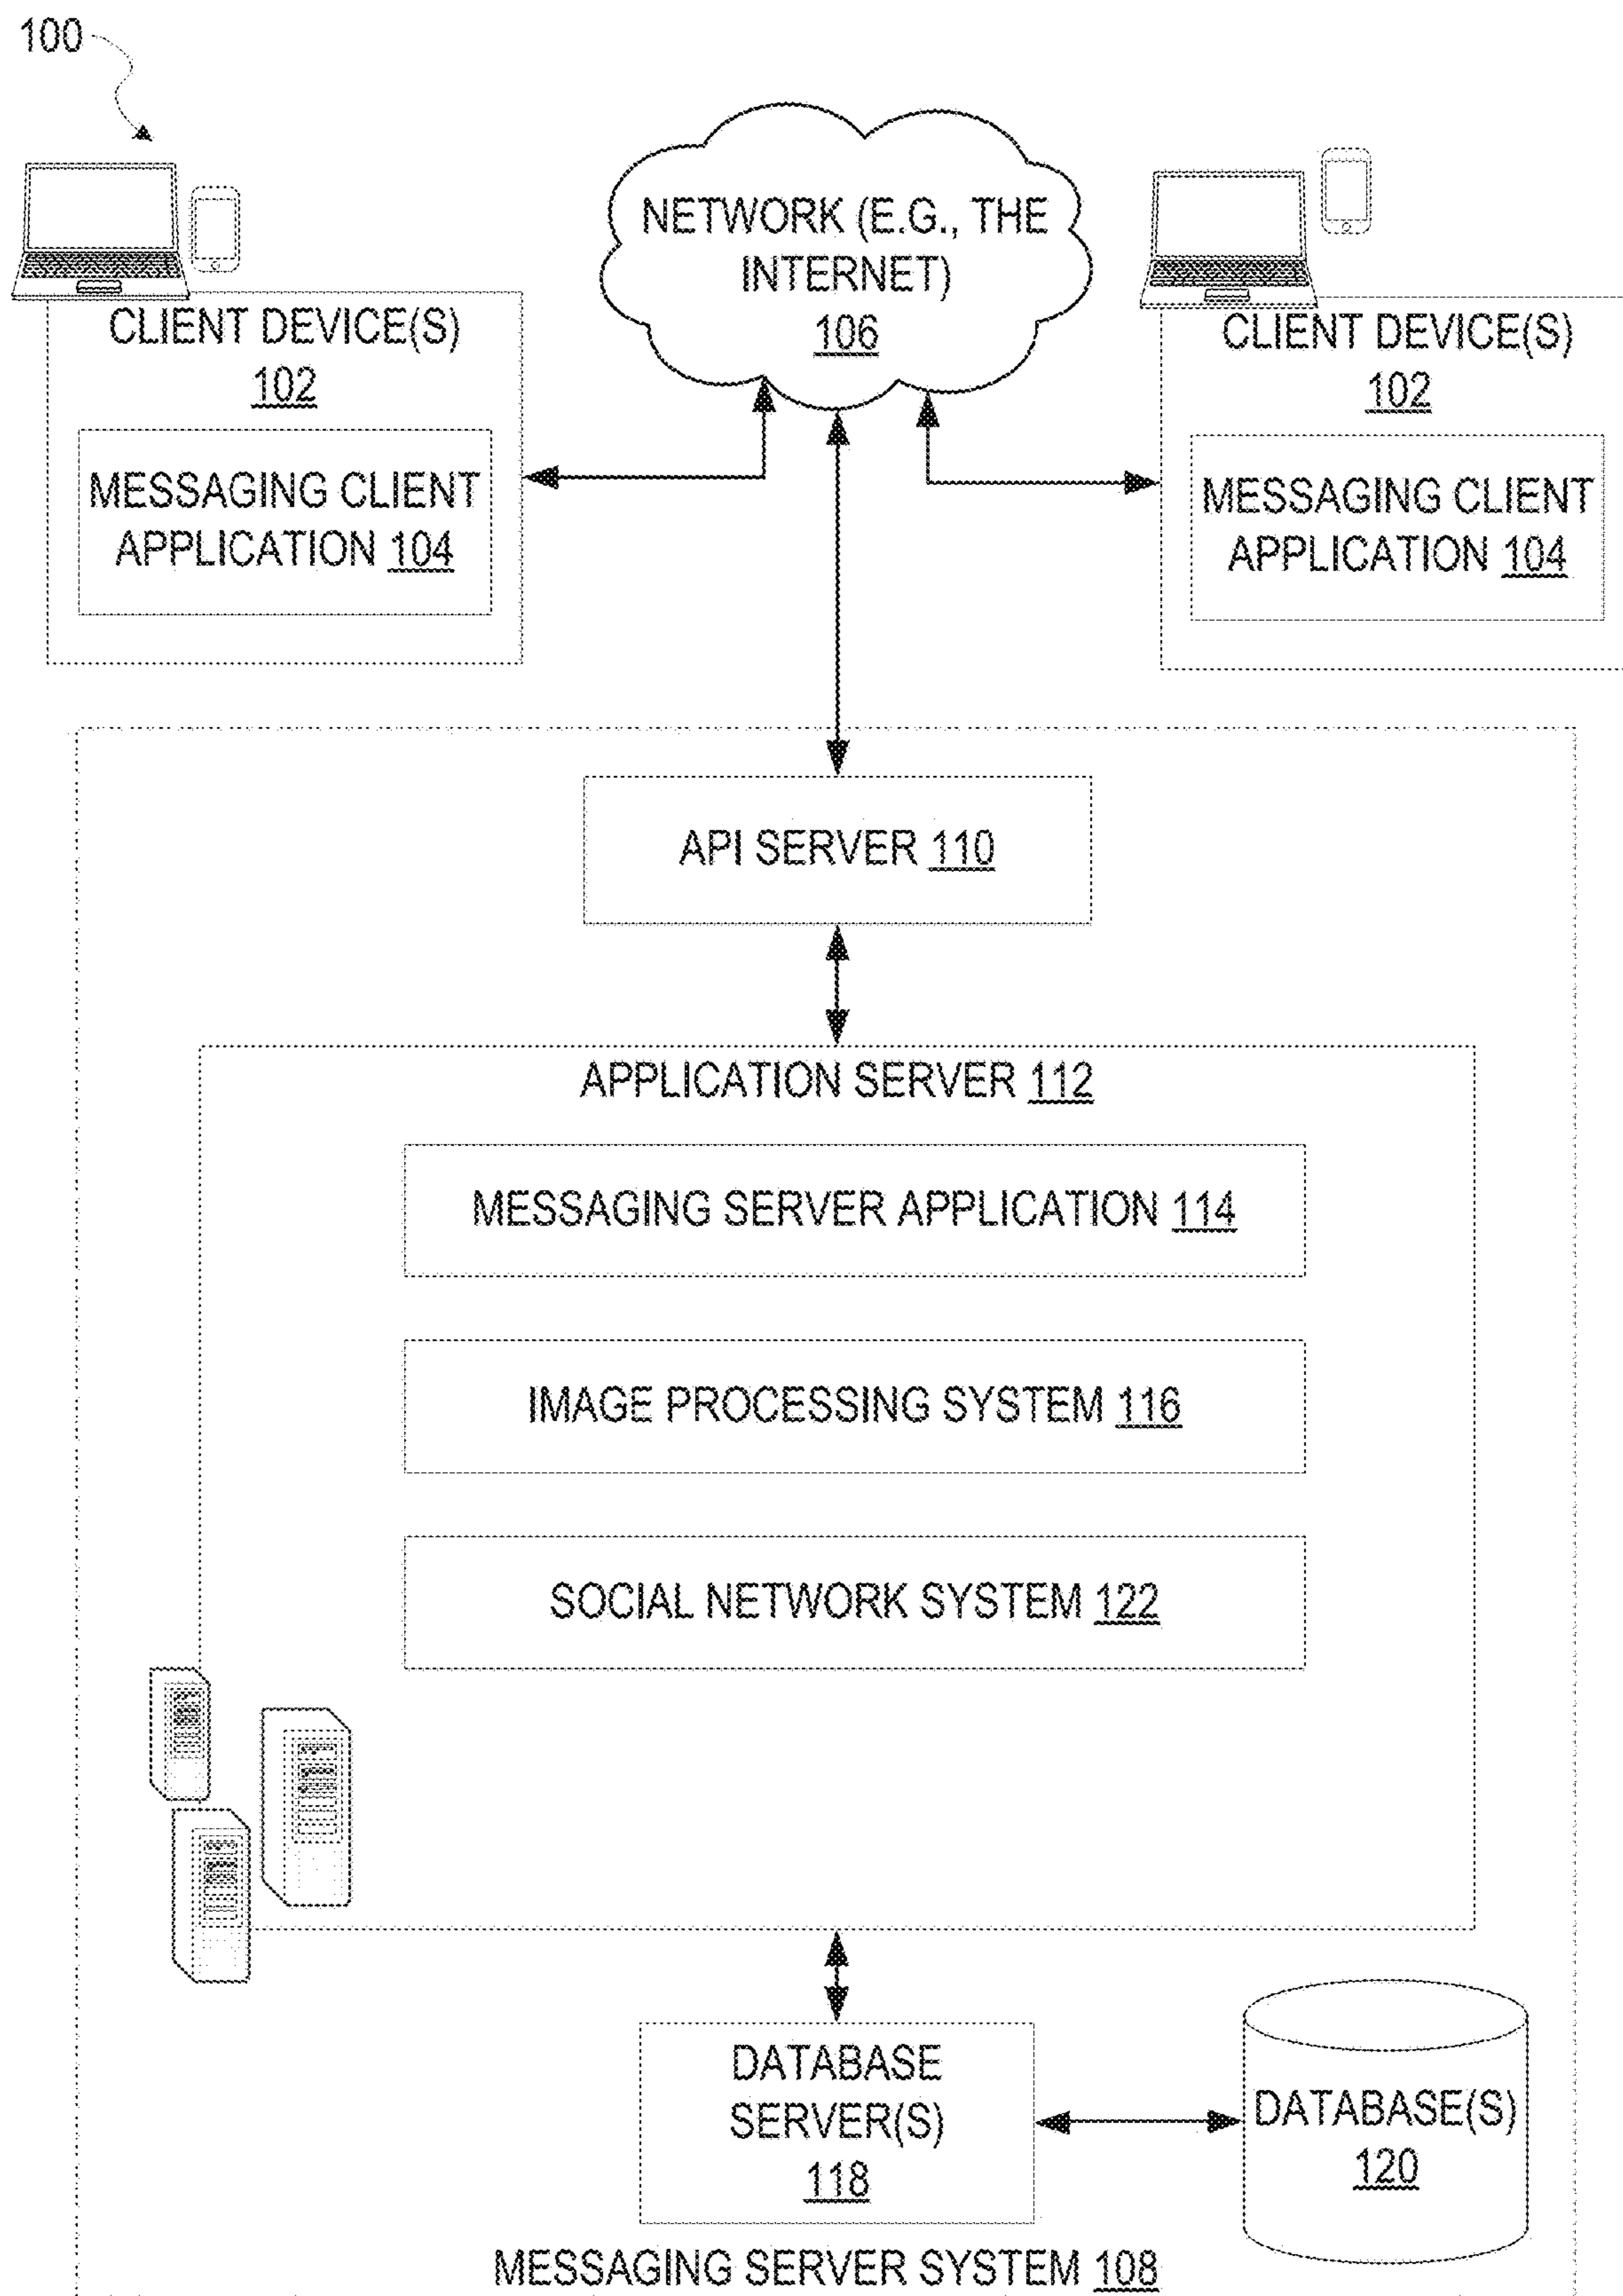 100
NETWORK (E.G., THE
INTERNET)
106
CLIENT DEVICE(S)
102
MESSAGING CLIENT
APPLICATION 104
CLIENT DEVICE(S)
102
MESSAGING CLIENT
APPLICATION 104
API SERVER 110
APPLICATION SERVER 112
MESSAGING SERVER APPLICATION 114
IMAGE PROCESSING SYSTEM 116
SOCIAL NETWORK SYSTEM 122
DATABASE
SERVER(S)
118
DATABASE(S)
120
MESSAGING SERVER SYSTEM 108